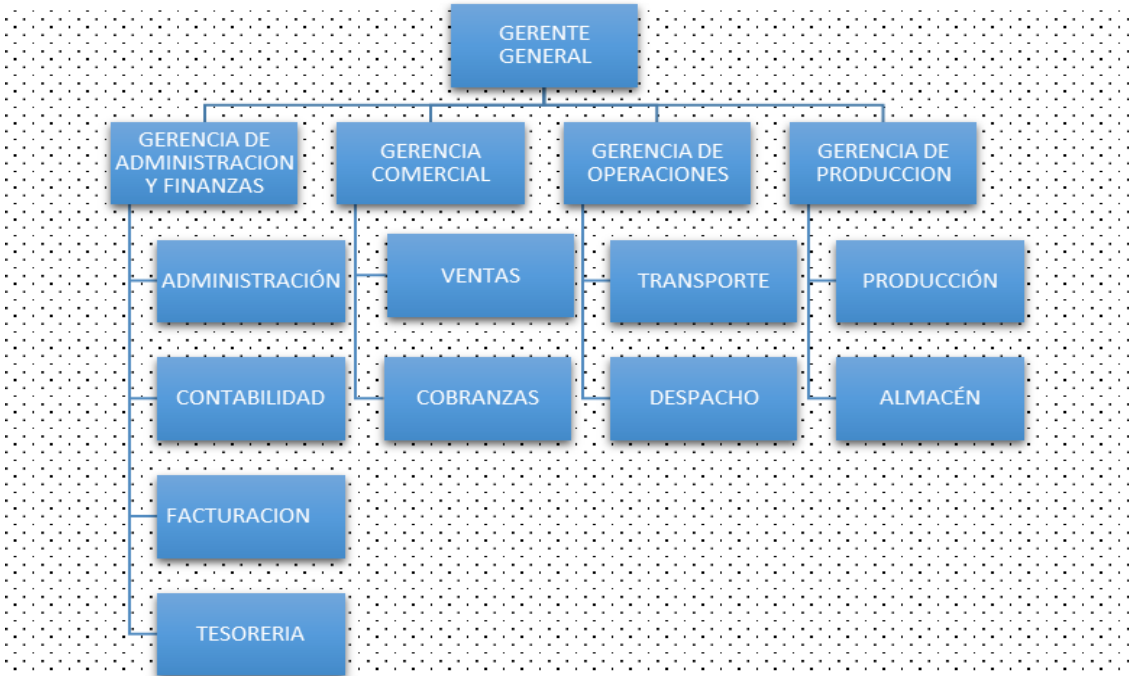 GERENTE
GENERAL
GERENCIA DE
ADMINISTRACION
Y FINANZAS
GERENCIA
COMERCIAL
GERENCIA DE
OPERACIONES
GERENCIA DE
PRODUCCION
ADMINISTRACIÓN
VENTAS
TRANSPORTE
PRODUCCIÓN
CONTABILIDAD
COBRANZAS
DESPACHO
ALMACÉN
FACTURACION
TESORERIA